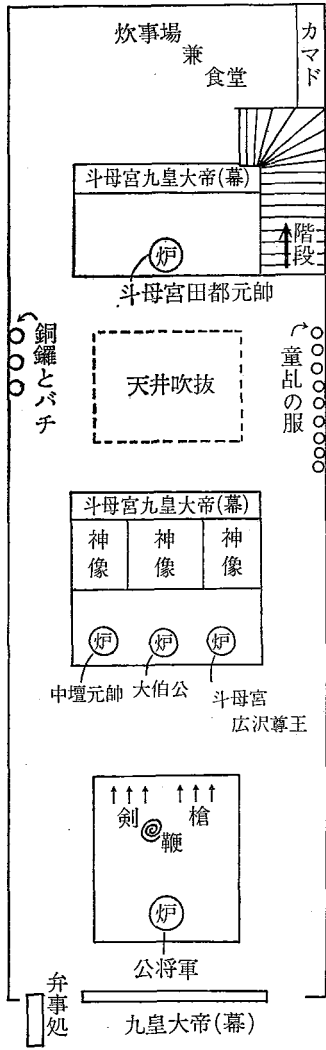 炊事場
兼
食堂
カマド
斗母宮九皇大帝(幕)
階段
炉
斗母宮田都元帥
銅鑼とバチ
天井吹抜
童乩の服
斗母宮九皇大帝(幕)
神像
神像
神像
炉
炉
炉
中壇元帥
大伯公
斗母宮
広沢尊王
剣
槍
鞭
炉
公将軍
弁事処
九皇大帝(幕)